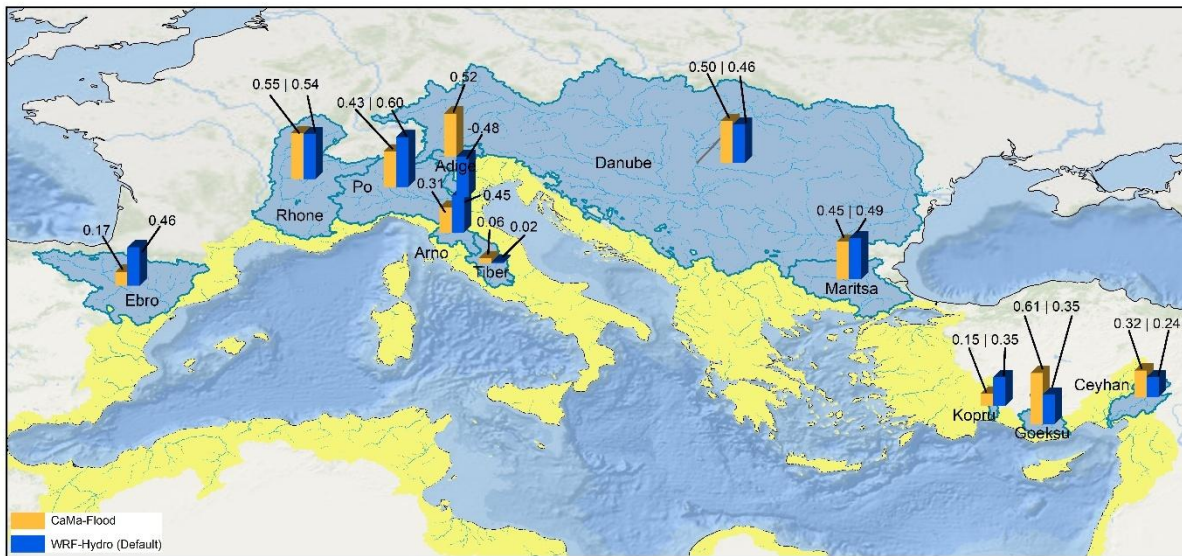 0.55 | 0.54
0.43 | 0.60
0.52
0.50 | 0.46
-0.48
Danube
Adige
Po
0.31
0.45
Rhone
0.17
0.46
0.06
0.02
0.45 | 0.49
Arno
Tiber
Ebro
Maritsa
0.15 | 0.35
0.61 | 0.35
0.32 | 0.24
Ceyhan
Kopru
Goeksu
CaMa-Flood
WRF-Hydro (Default)